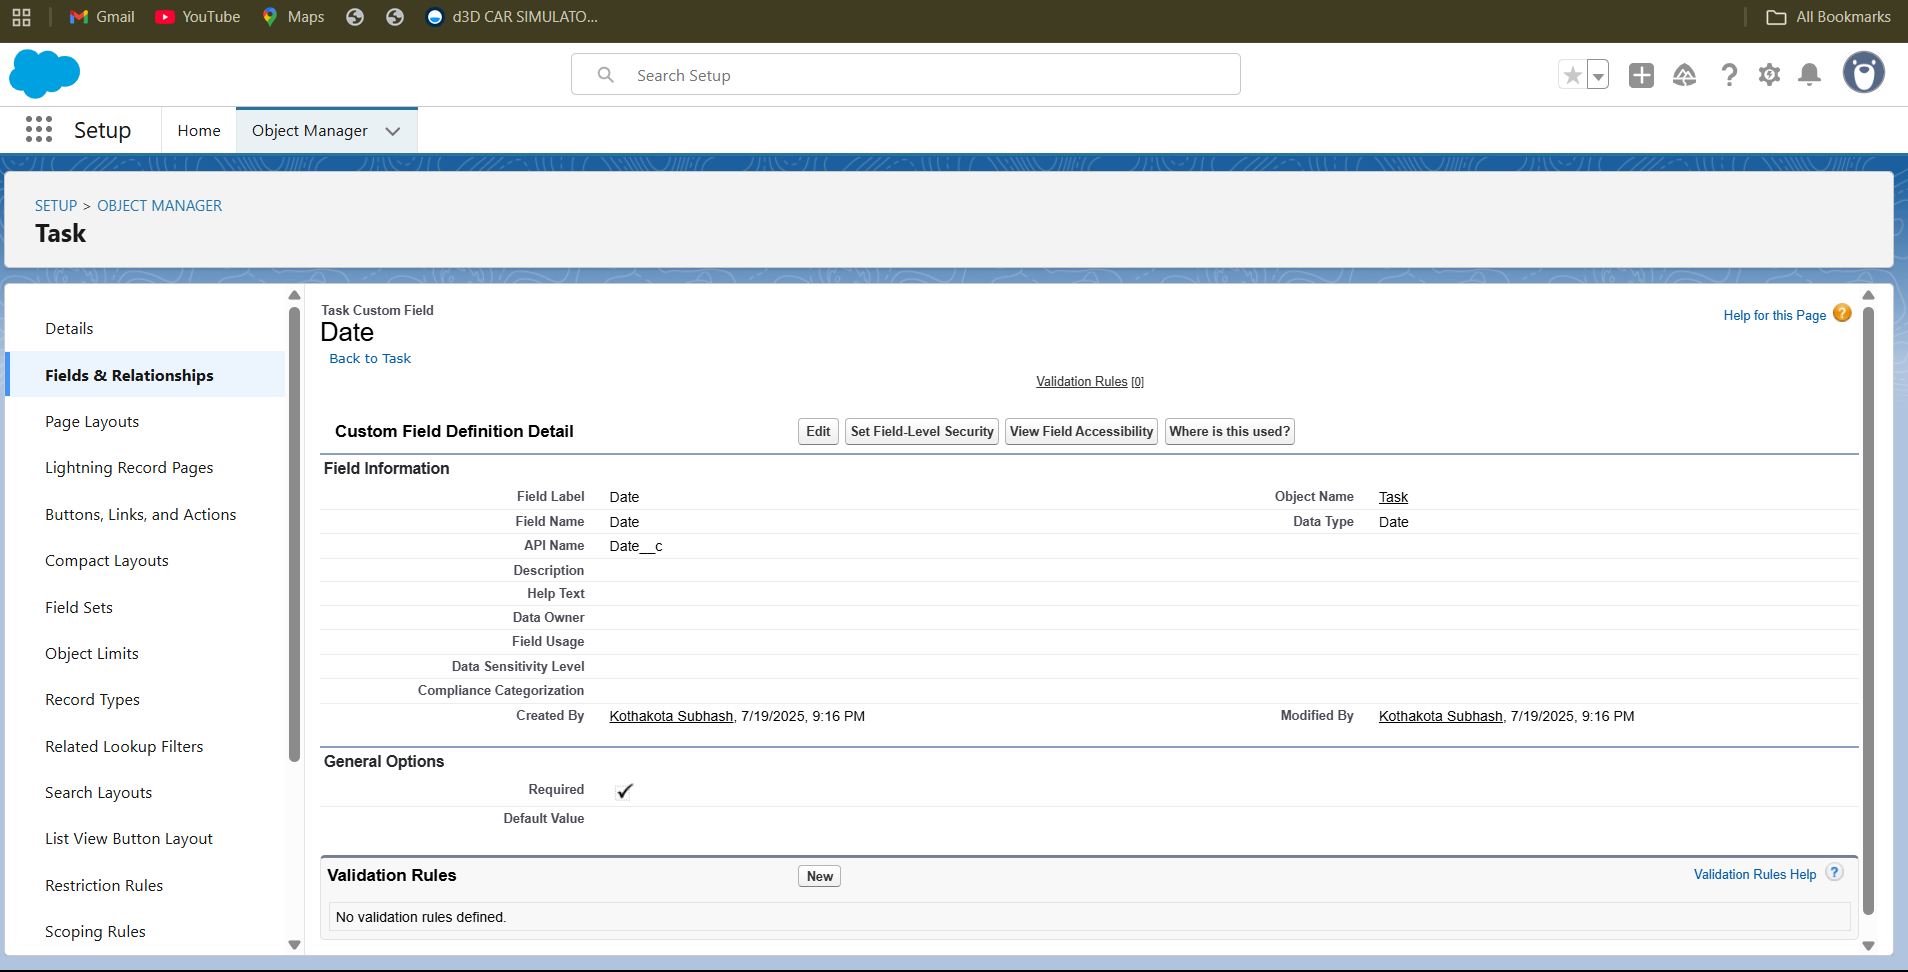 Gmail YouTube Maps d3D CAR SIMULATO... All Bookmarks
Search Setup
Setup Home Object Manager
SETUP > OBJECT MANAGER
Task
Details
Fields & Relationships
Page Layouts
Lightning Record Pages
Buttons, Links, and Actions
Compact Layouts
Field Sets
Object Limits
Record Types
Related Lookup Filters
Search Layouts
List View Button Layout
Restriction Rules
Scoping Rules
Task Custom Field
Date
Back to Task
Help for this Page
Validation Rules [0]
Custom Field Definition Detail Edit Set Field-Level Security View Field Accessibility Where is this used?
Field Information
Field Label Date Object Name Task
Field Name Date Data Type Date
API Name Date__c
Description
Help Text
Data Owner
Field Usage
Data Sensitivity Level
Compliance Categorization
Created By Kothakota Subhash, 7/19/2025, 9:16 PM Modified By Kothakota Subhash, 7/19/2025, 9:16 PM
General Options
Required
Default Value
Validation Rules New Validation Rules Help ?
No validation rules defined.